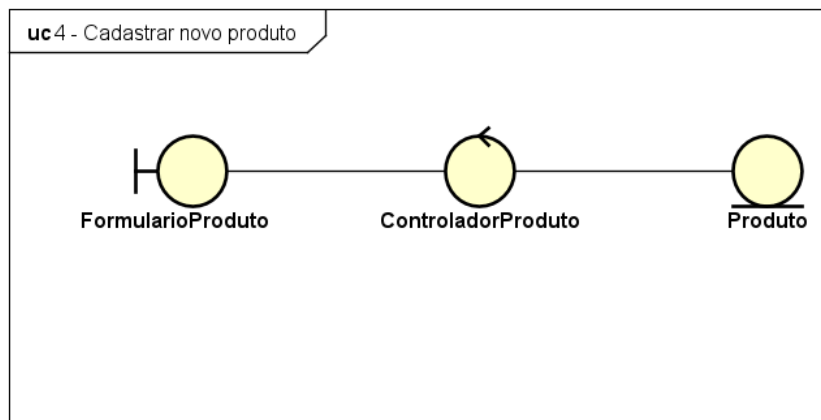 uc 4 - Cadastrar novo produto
FormularioProduto
ControladorProduto
Produto